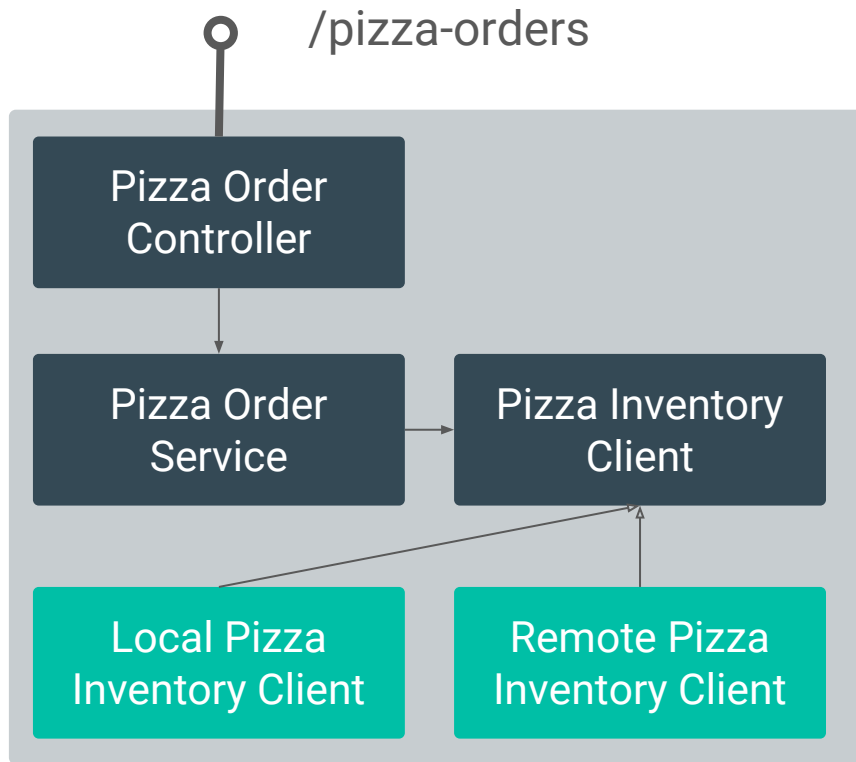 /pizza-orders
Pizza Order
Controller
Pizza Order
Service
Pizza Inventory
Client
Local Pizza
Inventory Client
Remote Pizza
Inventory Client